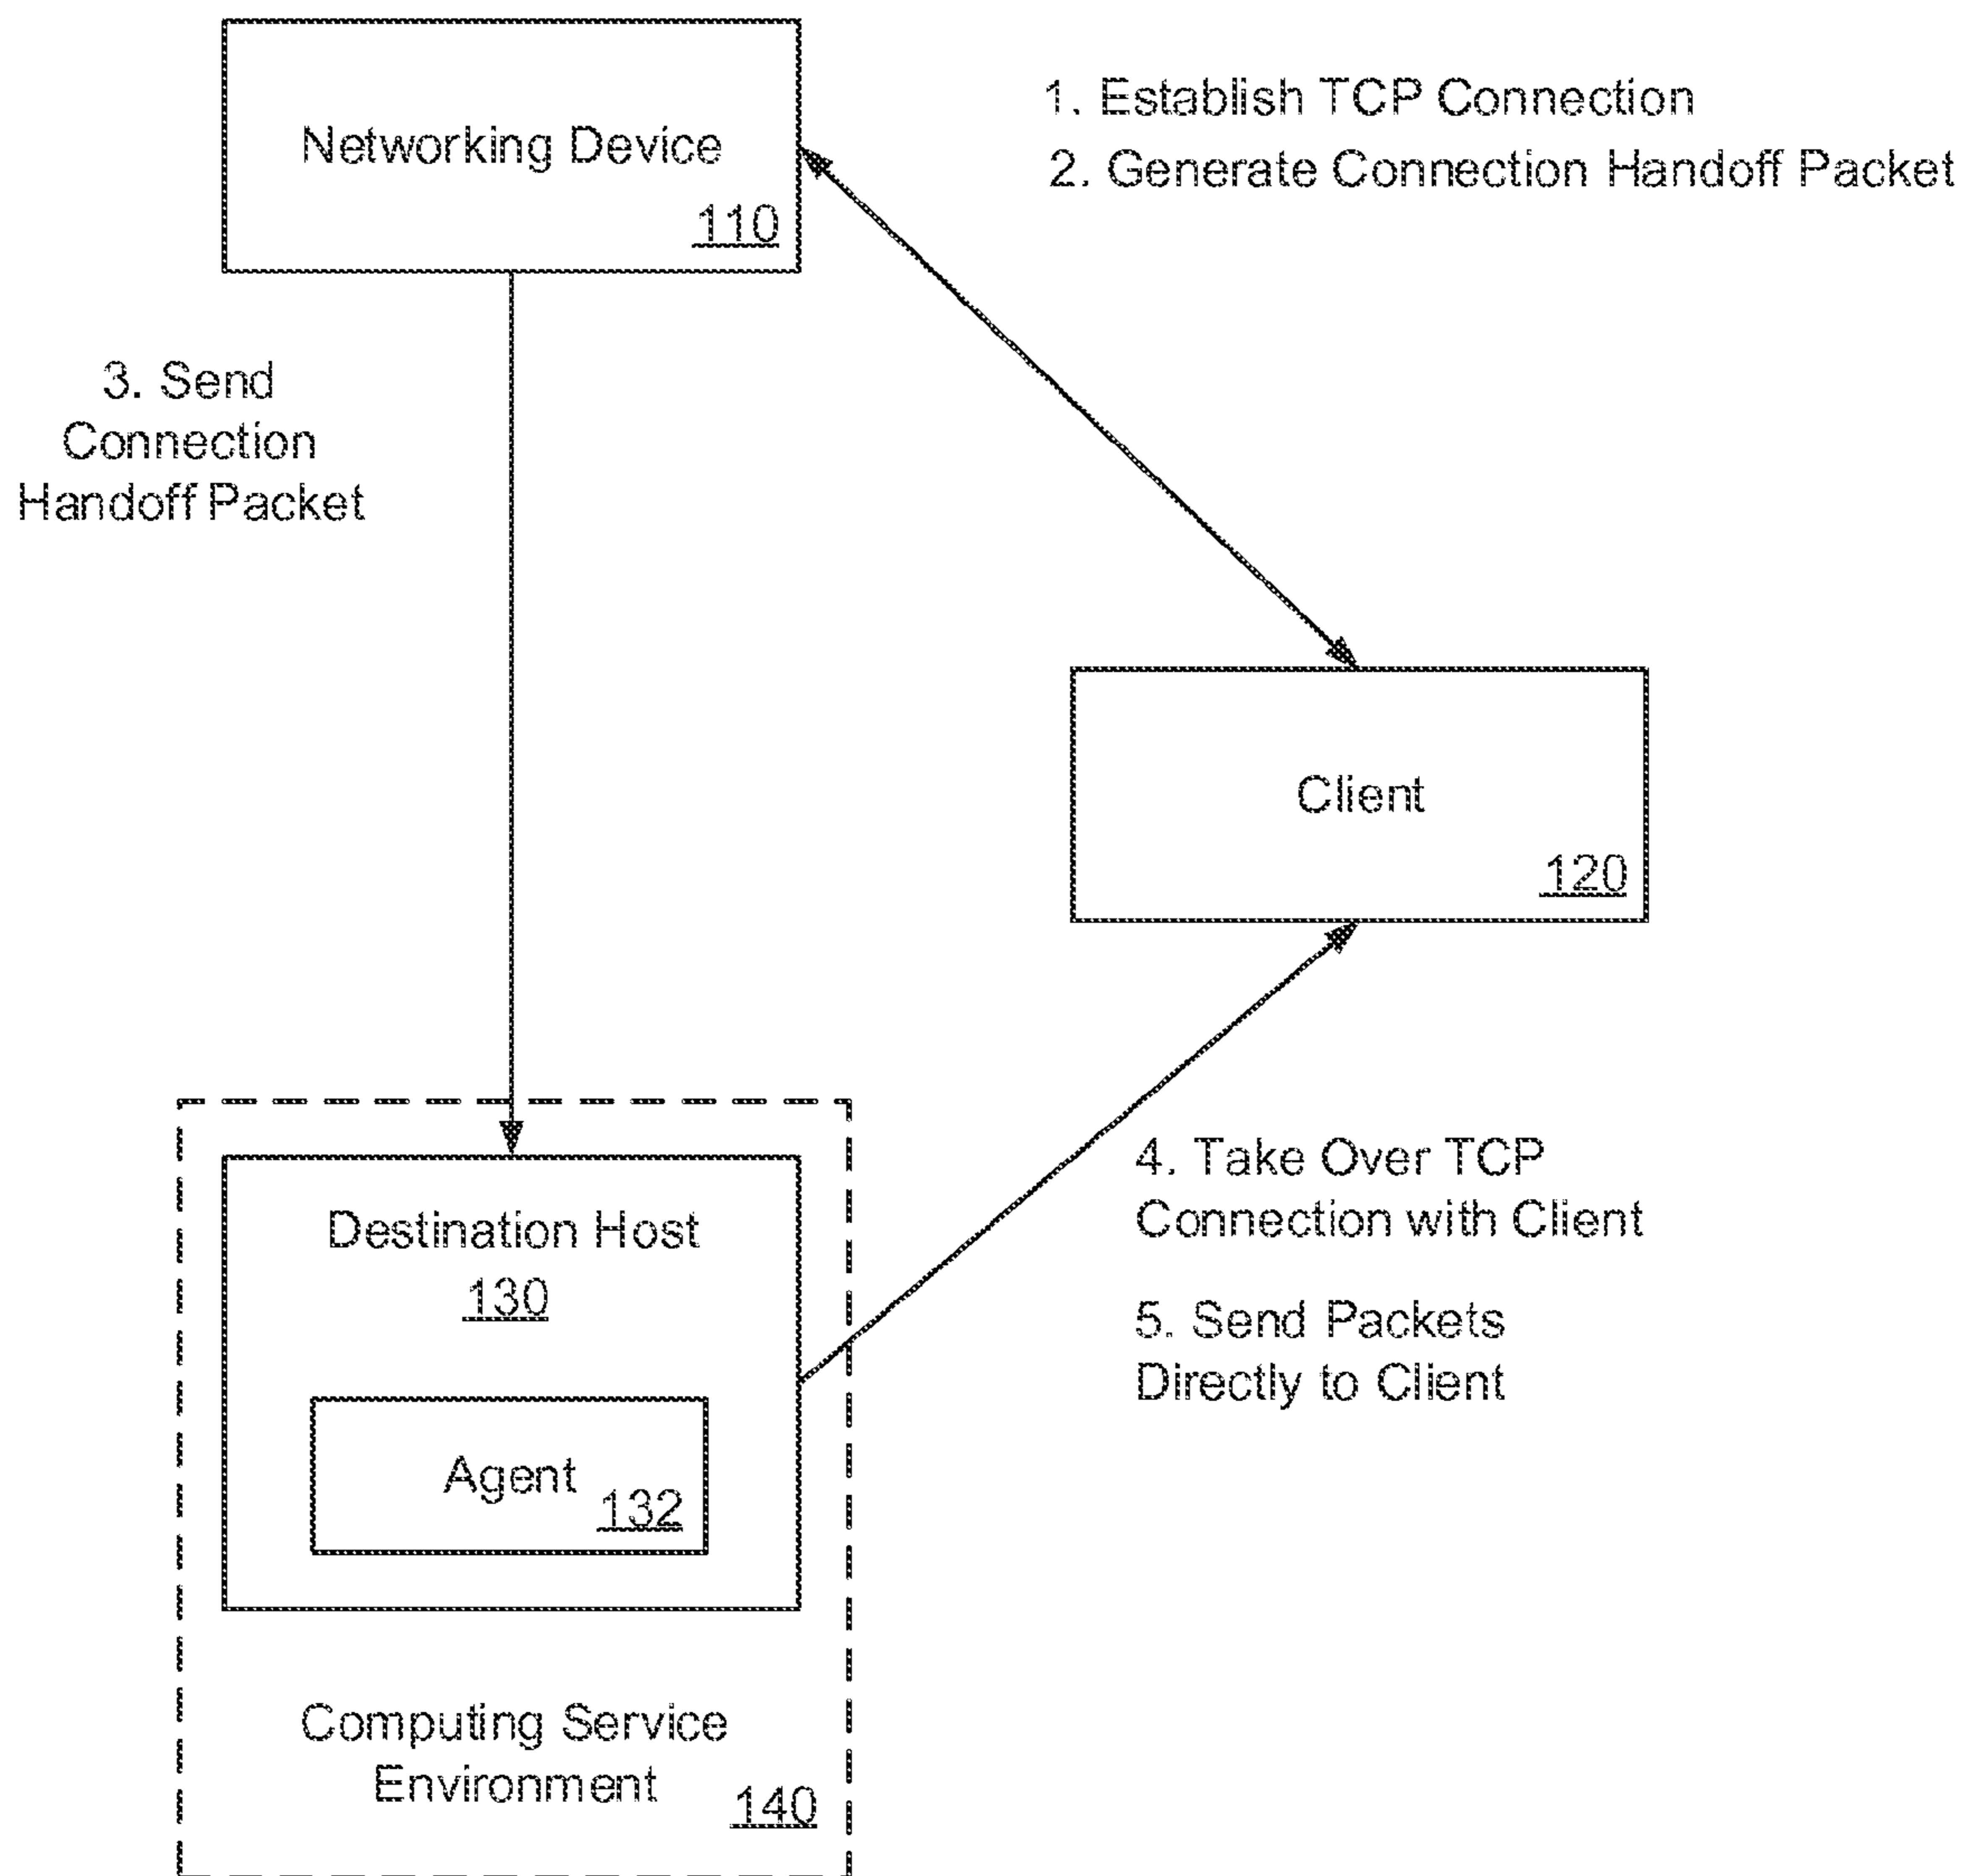 Networking Device
110
1. Establish TCP Connection
2. Generate Connection Handoff Packet
3. Send
Connection
Handoff Packet
Client
120
Destination Host
130
Agent
132
4. Take Over TCP
Connection with Client
5. Send Packets
Directly to Client
Computing Service
Environment
140